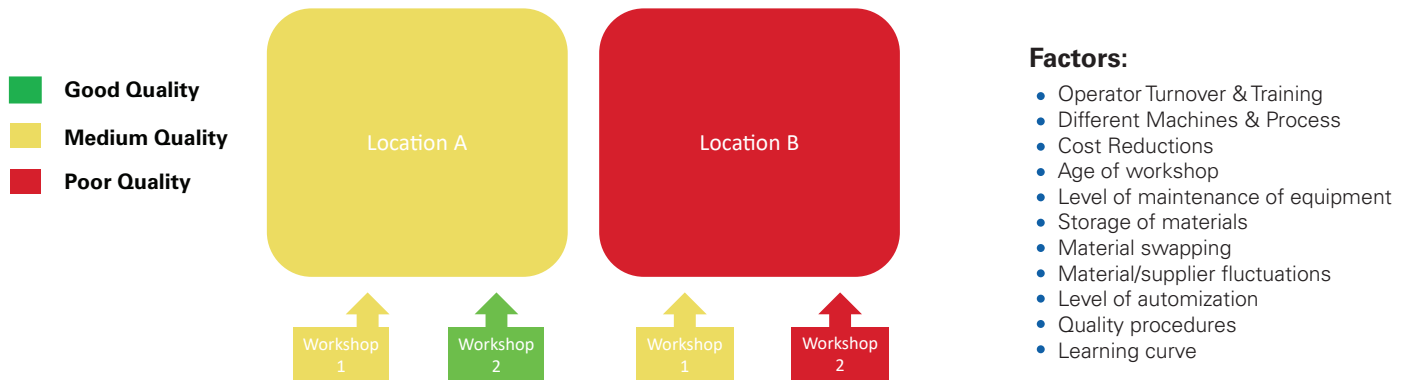 Good Quality
Medium Quality
Poor Quality
Location A
Location B
Workshop
1
Workshop
2
Workshop
1
Workshop
2
Factors:
Operator Turnover & Training
Different Machines & Process
Cost Reductions
Age of workshop
Level of maintenance of equipment
Storage of materials
Material swapping
Material/supplier fluctuations
Level of automization
Quality procedures
Learning curve